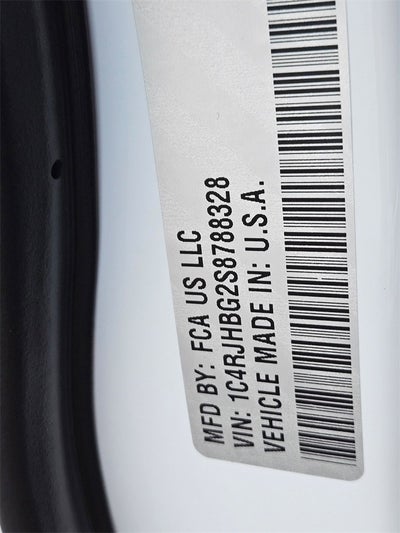 MFD BY: FCA US LLC
VIN: 1C4RJHBG2S8788328
VEHICLE MADE IN: U.S.A.